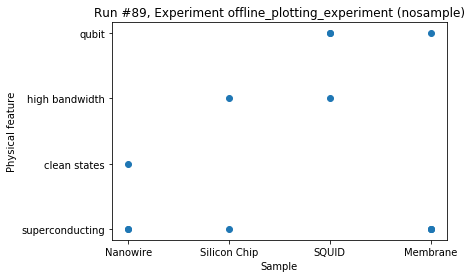 Run #89, Experiment offline_plotting_experiment (nosample)
qubit
high bandwidth
clean states
superconducting
Physical feature
Nanowire Silicon Chip SQUID Membrane
Sample